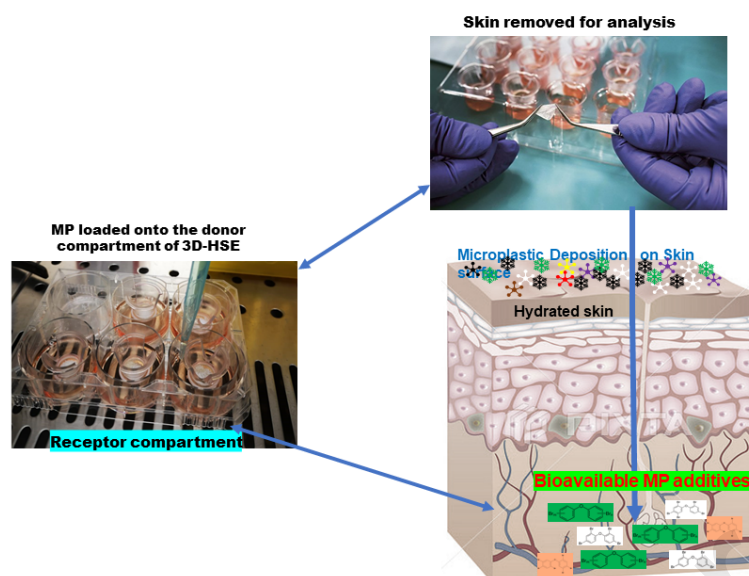 Skin removed for analysis
MP loaded onto the donor
compartment of 3D-HSE
Receptor compartment
Microplastic Deposition on Skin
surface
Hydrated skin
Bioavailable MP additives